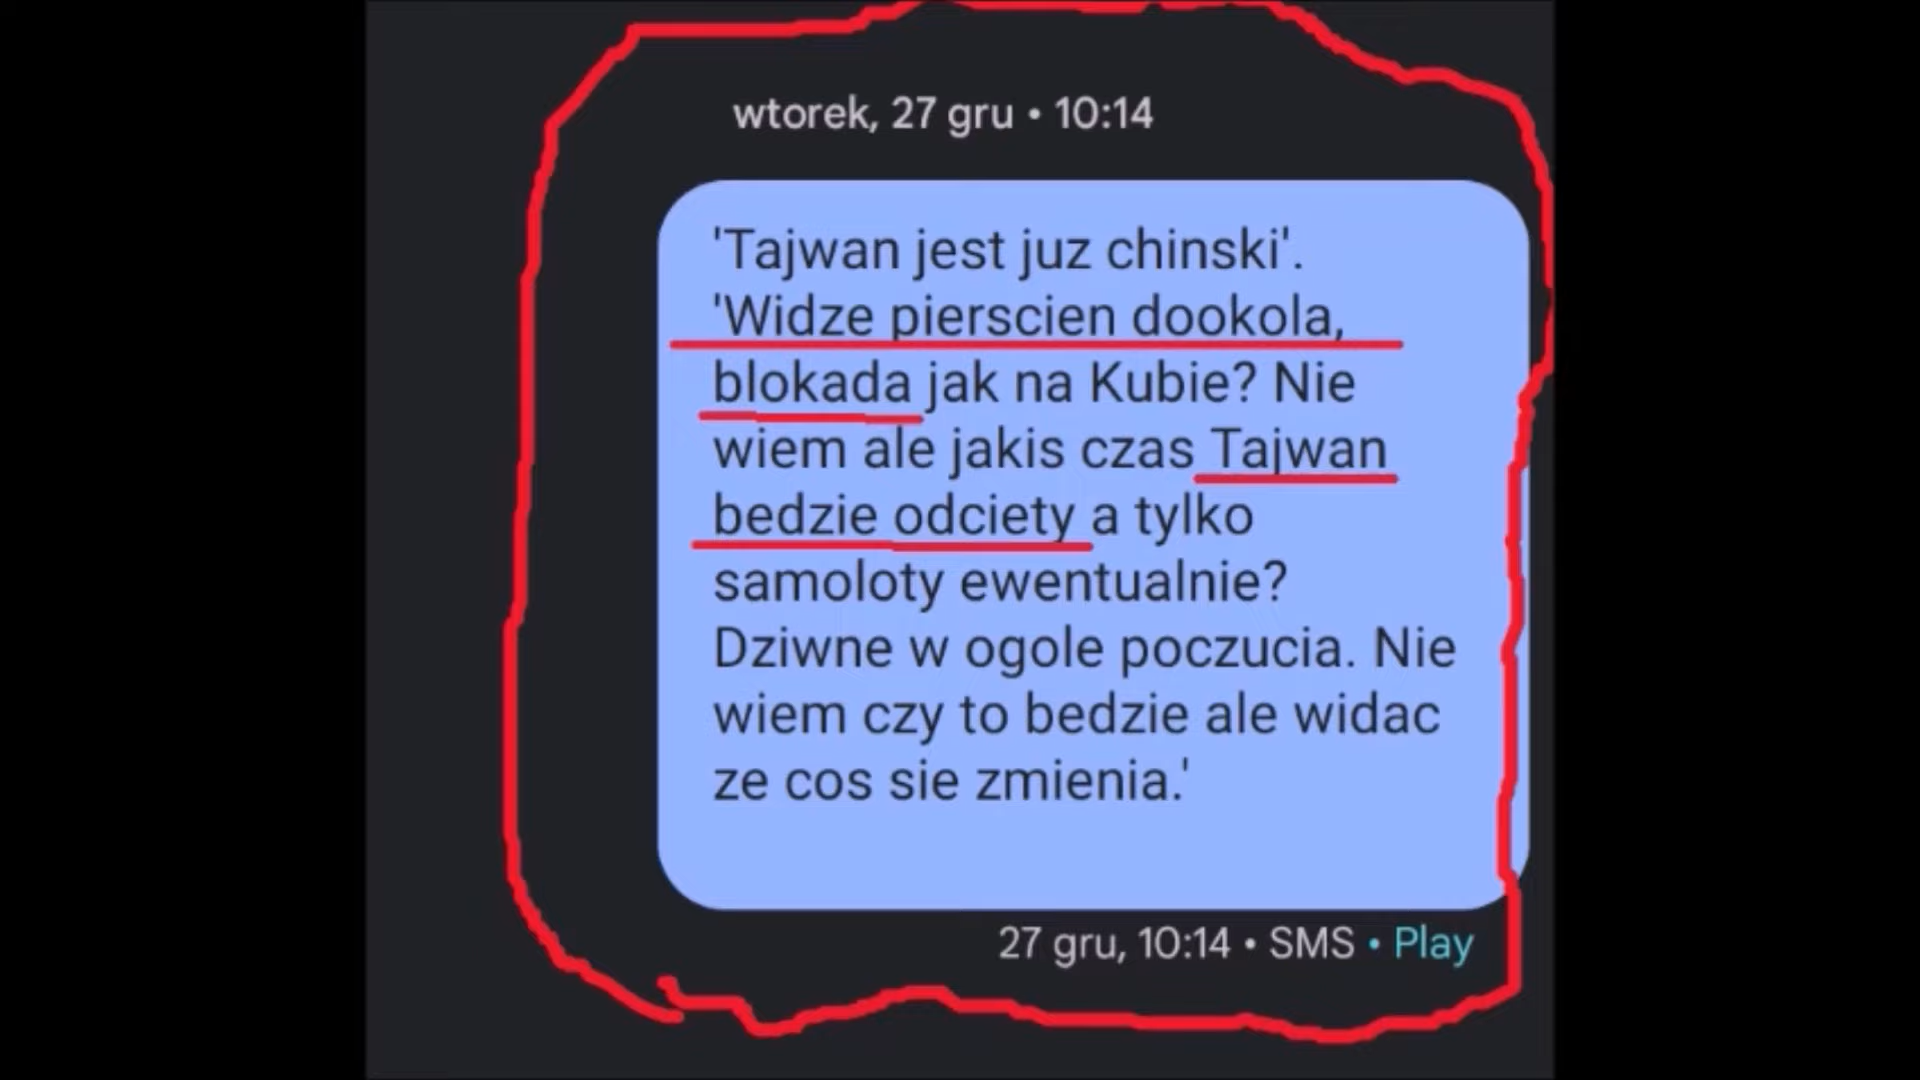 wtorek, 27 gru • 10:14
'Tajwan jest juz chinski'.
'Widze pierscien dookola,
blokada jak na Kubie? Nie
wiem ale jakis czas Tajwan
bedzie odciety a tylko
samoloty ewentualnie?
Dziwne w ogole poczucia. Nie
wiem czy to bedzie ale widac
ze cos sie zmienia.'
27 gru, 10:14 • SMS • Play